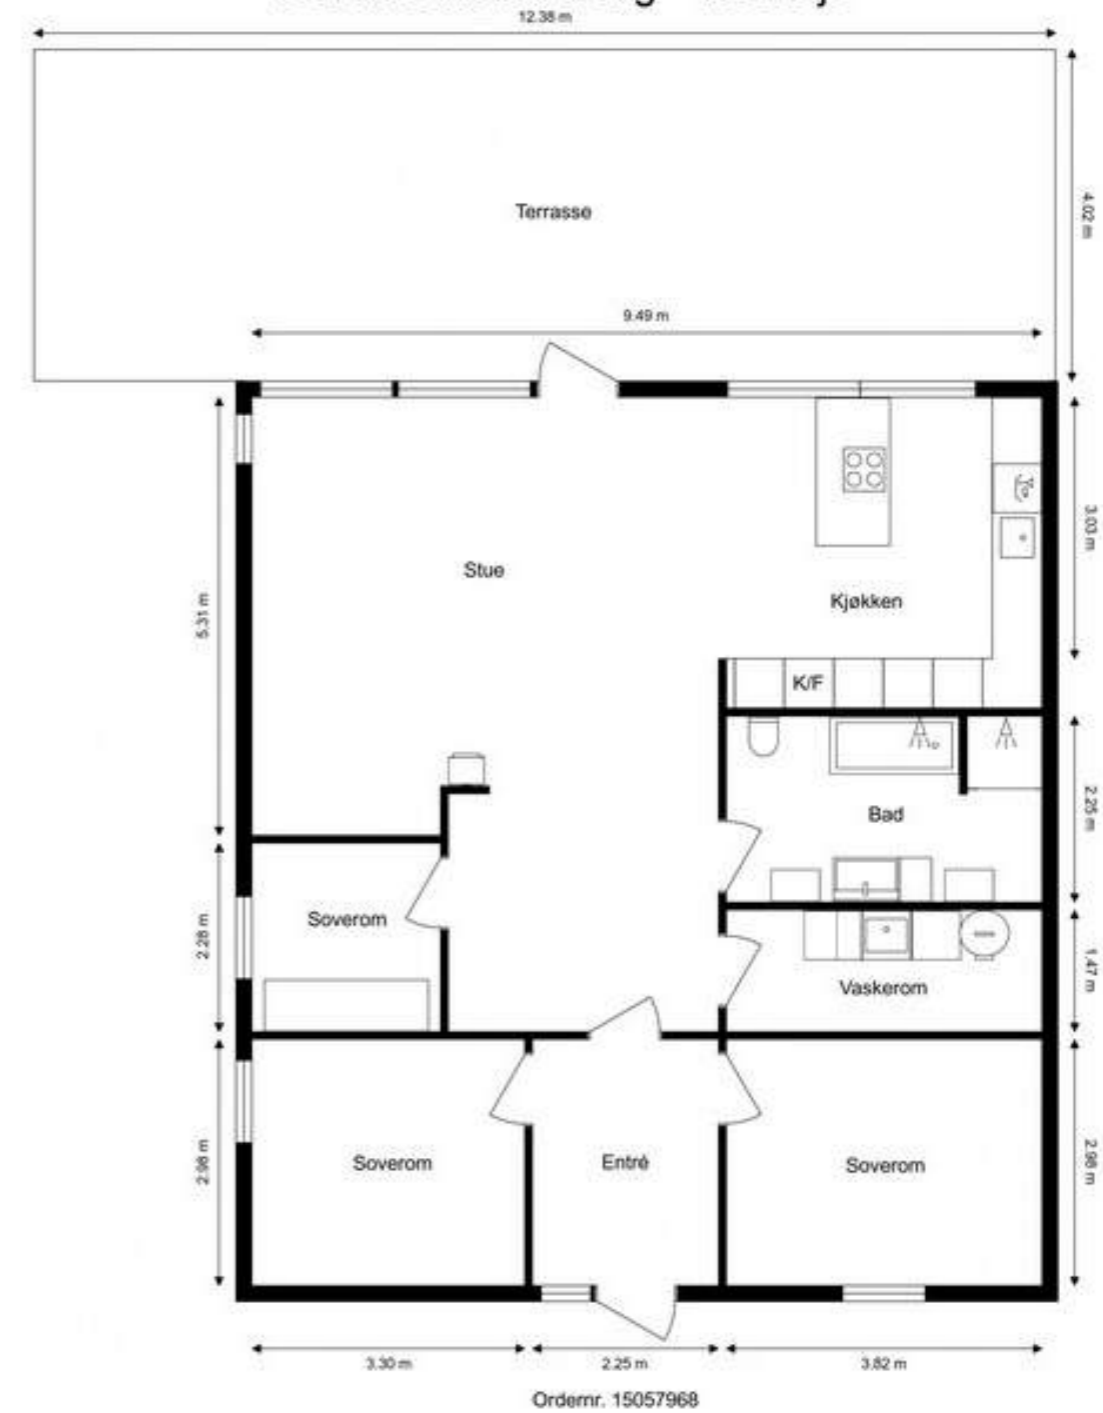 12.38 m
4.02 m
Terrasse
9.49 m
5.31 m
3.03 m
Stue
Kjøkken
K/F
2.25 m
Bad
2.28 m
Soverom
1.47 m
Vaskerom
2.98 m
Soverom
Entré
Soverom
2.98 m
3.30 m
2.25 m
3.82 m
Ordernr. 15057968